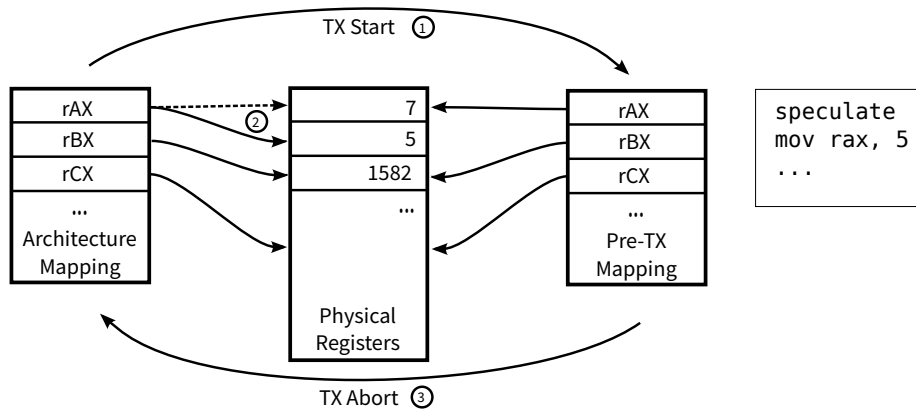 TX Start ①
rAX
rBX
rCX
...
Architecture
Mapping
②
7
5
1582
...
Physical
Registers
rAX
rBX
rCX
...
Pre-TX
Mapping
speculate
mov rax, 5
...
TX Abort ③